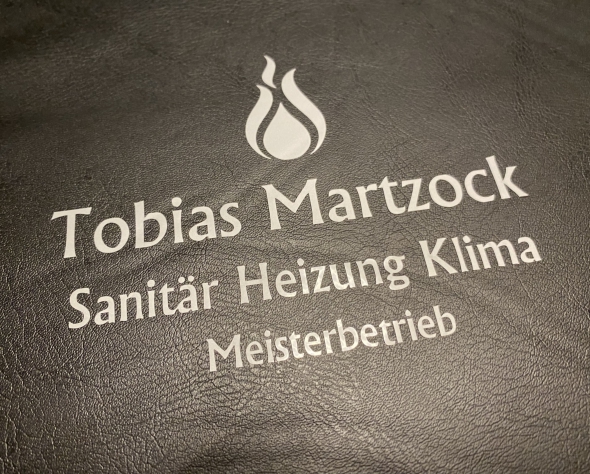 Tobias Martzock
Sanitär Heizung Klima
Meisterbetrieb